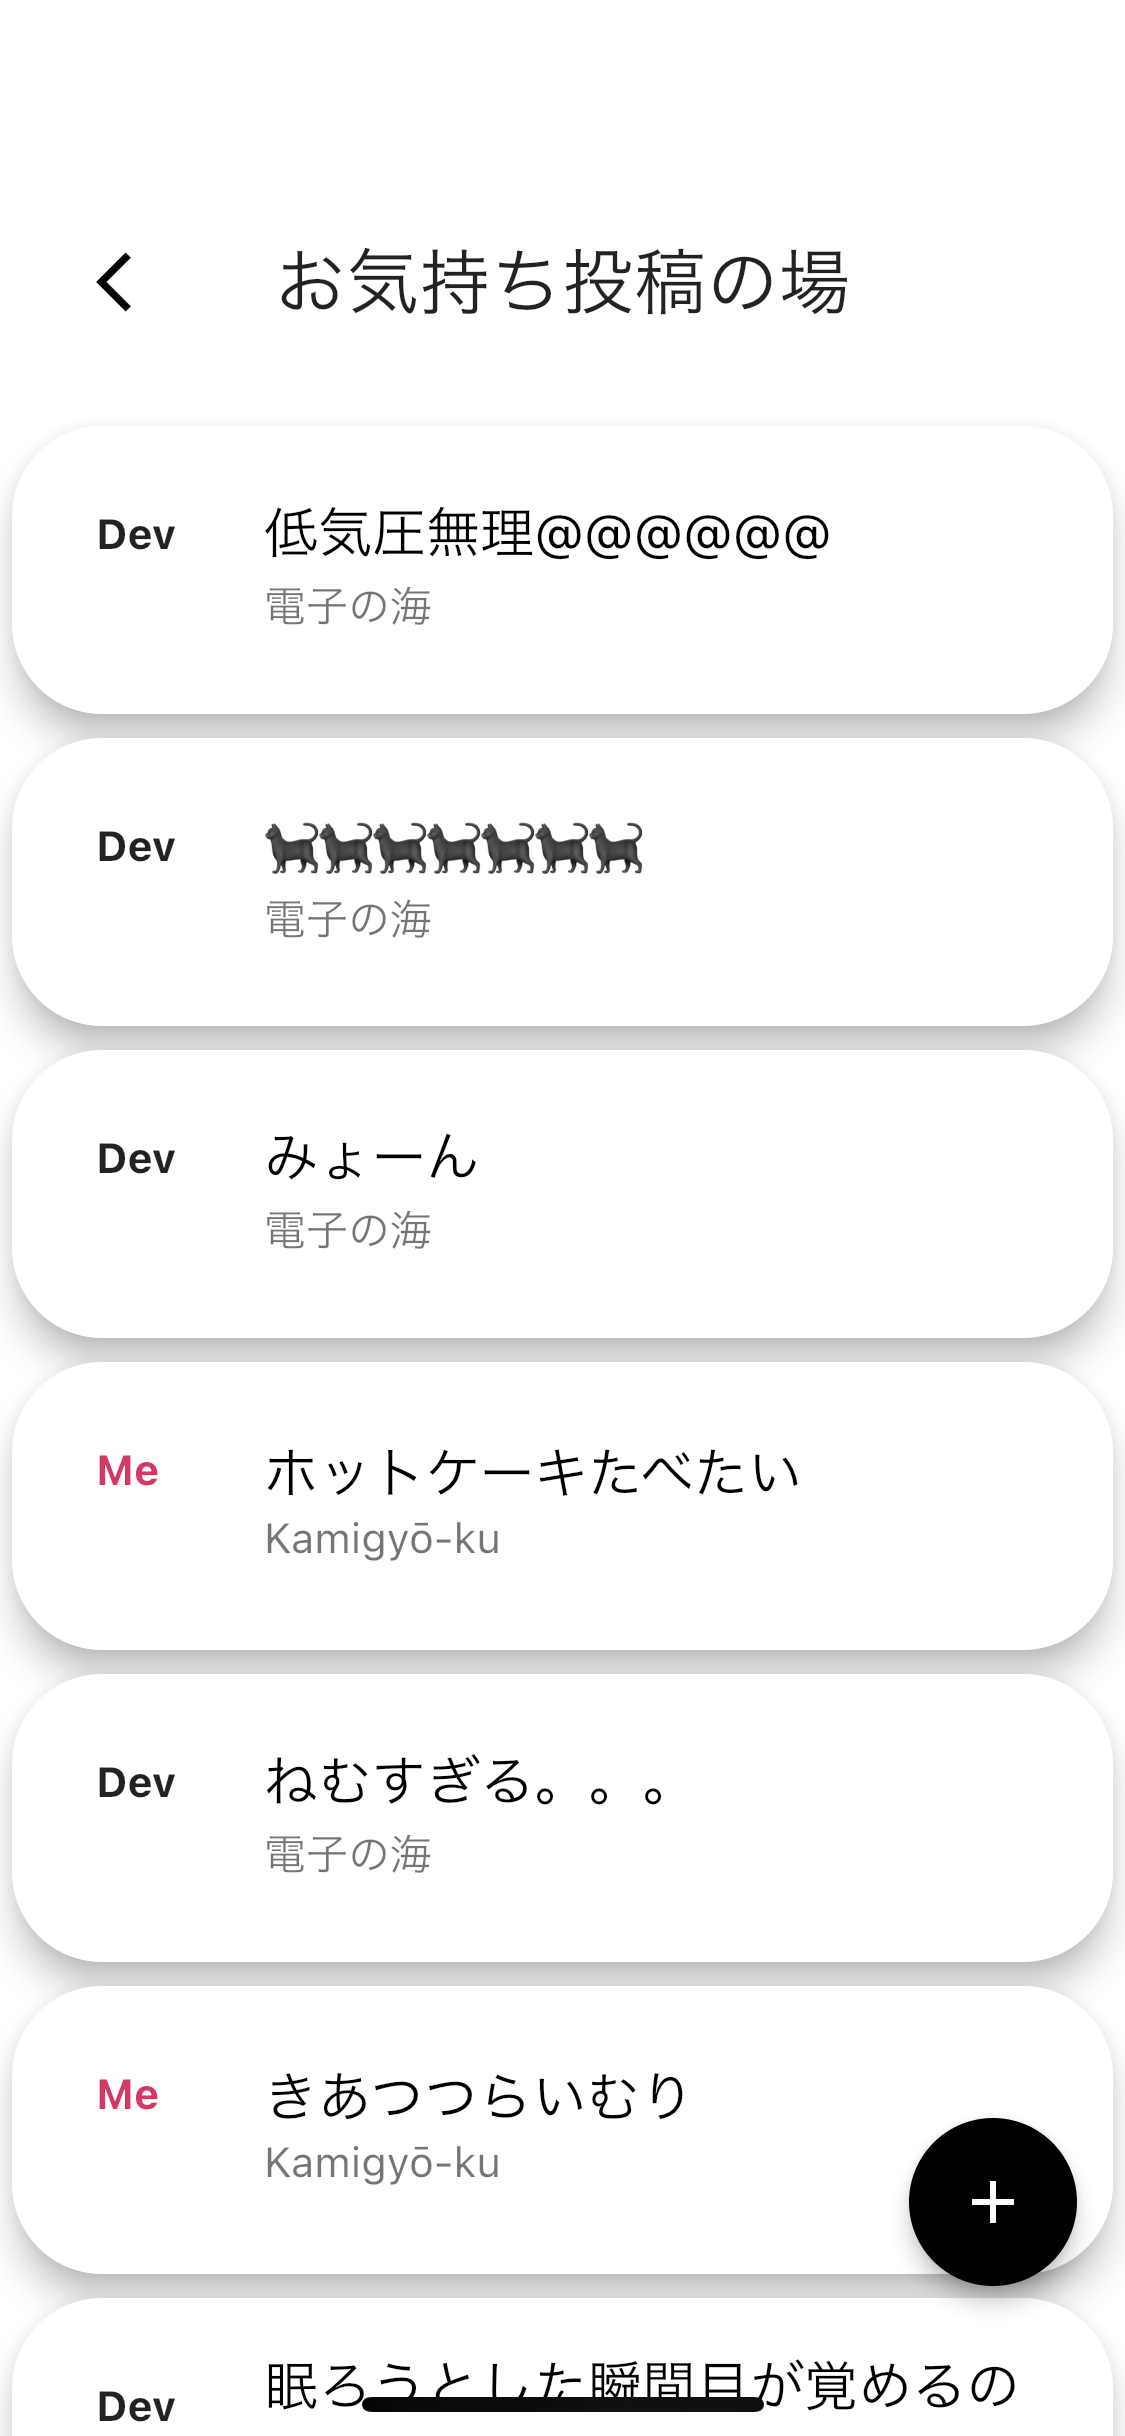 お気持ち投稿の場
Dev
低気圧無理@@@@@@
電子の海
Dev
🐈‍⬛🐈‍⬛🐈‍⬛🐈‍⬛🐈‍⬛🐈‍⬛🐈‍⬛
電子の海
Dev
みょーん
電子の海
Me
ホットケーキたべたい
Kamigyō-ku
Dev
ねむすぎる。。。
電子の海
Me
きあつつらいむり
Kamigyō-ku
Dev
眠ろうとした瞬間目が覚めるの